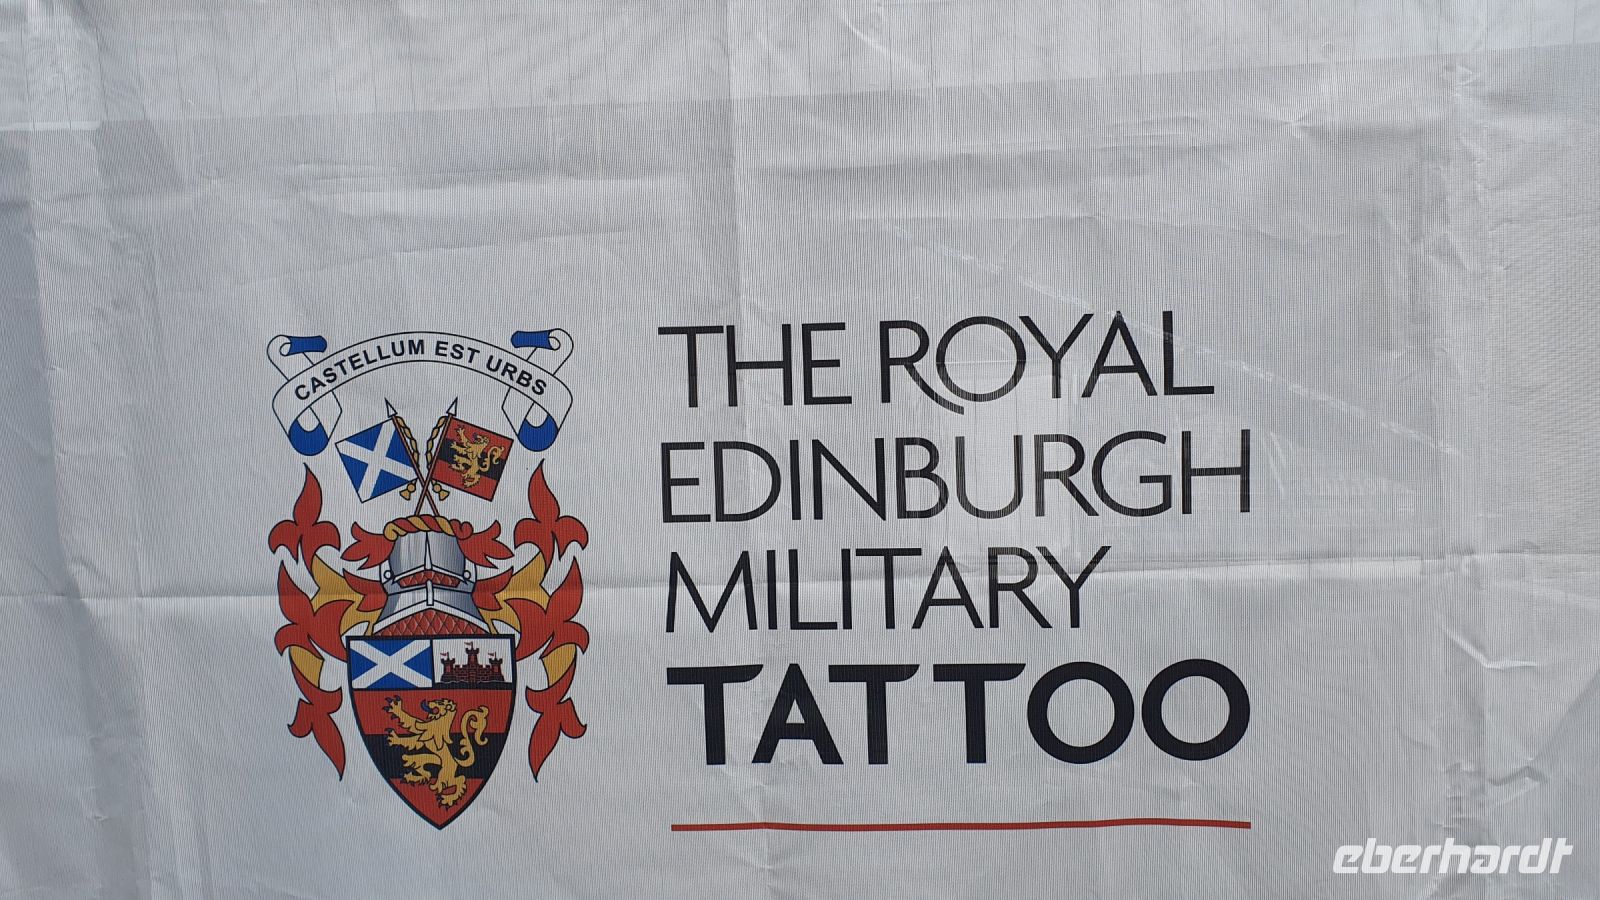 CASTELLUM EST URBS
THE ROYAL
EDINBURGH
MILITARY
TATTOO
eberhardt